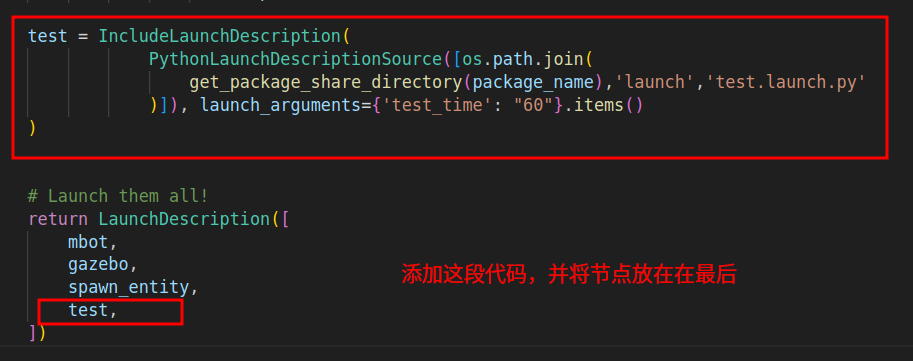 test = IncludeLaunchDescription(
PythonLaunchDescriptionSource([os.path.join(
get_package_share_directory(package_name),'launch','test.launch.py'
)]), launch_arguments={'test_time': "60"}.items()
)
# Launch them all!
return LaunchDescription([
mbot,
gazebo,
添加这段代码，并将节点放在在最后
spawn_entity,
test,
])